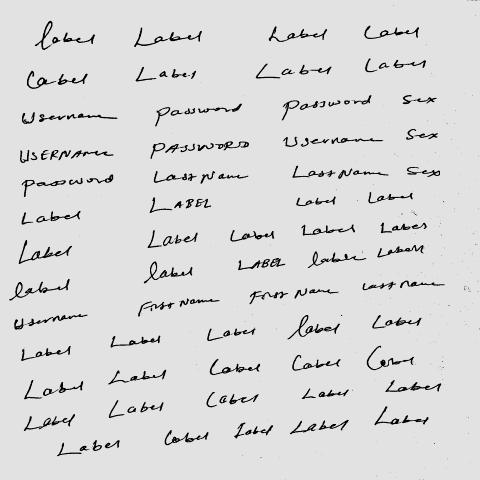 label Label Label Label
Label Label Label Label
Username Password Password Sex
USERNAME PASSWORD Username Sex
Password Last Name Last Name Sex
Label LABEL Label Label
Label Label Label Label Label
label label LABEL label Label
Username First Name First Name Last Name
Label Label Label label Label
Label Label Label Label Label
Label Label Label Label Label
Label Label Label Label Label